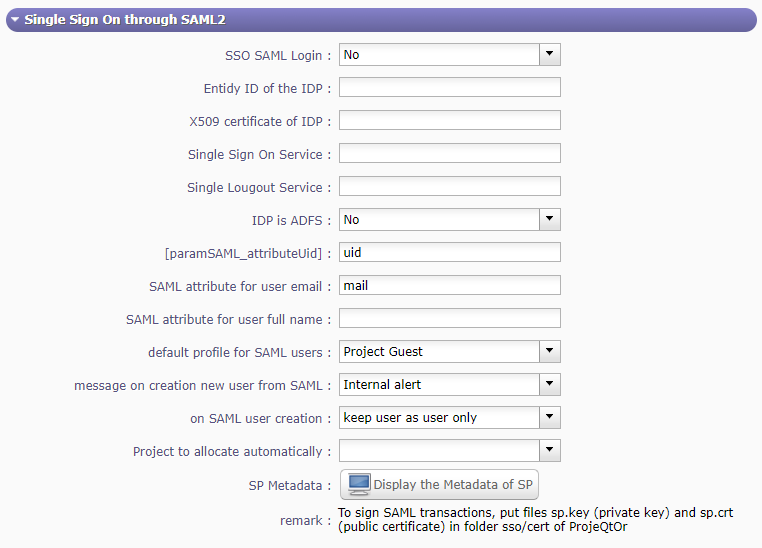 Single Sign On through SAML2
SSO SAML Login : No
Entidy ID of the IDP :
X509 certificate of IDP :
Single Sign On Service :
Single Lougout Service :
IDP is ADFS : No
[paramSAML_attributeUid] : uid
SAML attribute for user email : mail
SAML attribute for user full name :
default profile for SAML users : Project Guest
message on creation new user from SAML : Internal alert
on SAML user creation : keep user as user only
Project to allocate automatically :
SP Metadata : Display the Metadata of SP
remark : To sign SAML transactions, put files sp.key (private key) and sp.crt
(public certificate) in folder sso/cert of ProjeQtOr